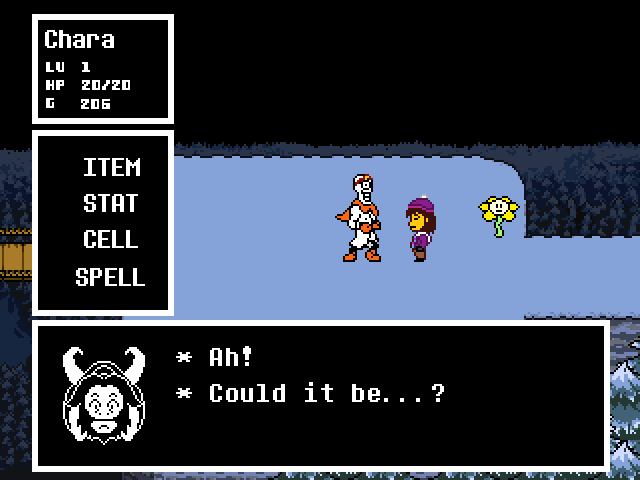 Chara
LV 1
HP 20/20
G 206
ITEM
STAT
CELL
SPELL
* Ah!
* Could it be...?